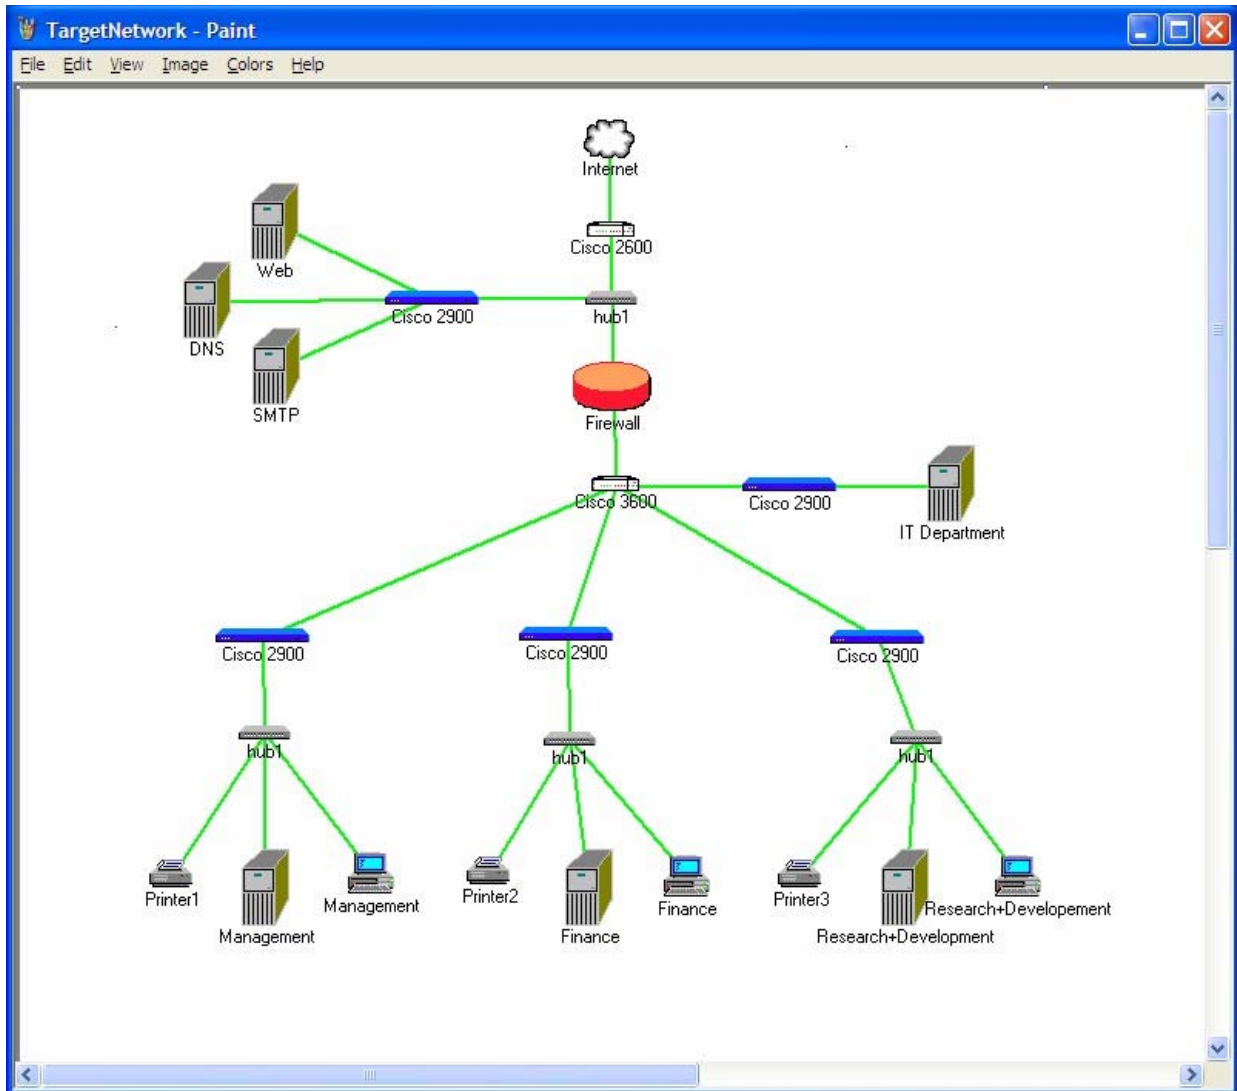 TargetNetwork - Paint
File Edit View Image Colors Help
Internet
Cisco 2600
Web
Cisco 2900
hub1
DNS
SMTP
Firewall
Cisco 3600
Cisco 2900
IT Department
Cisco 2900
Cisco 2900
Cisco 2900
hub1
hub1
hub1
Printer1
Management
Management
Printer2
Finance
Finance
Printer3
Research+Developement
Research+Development